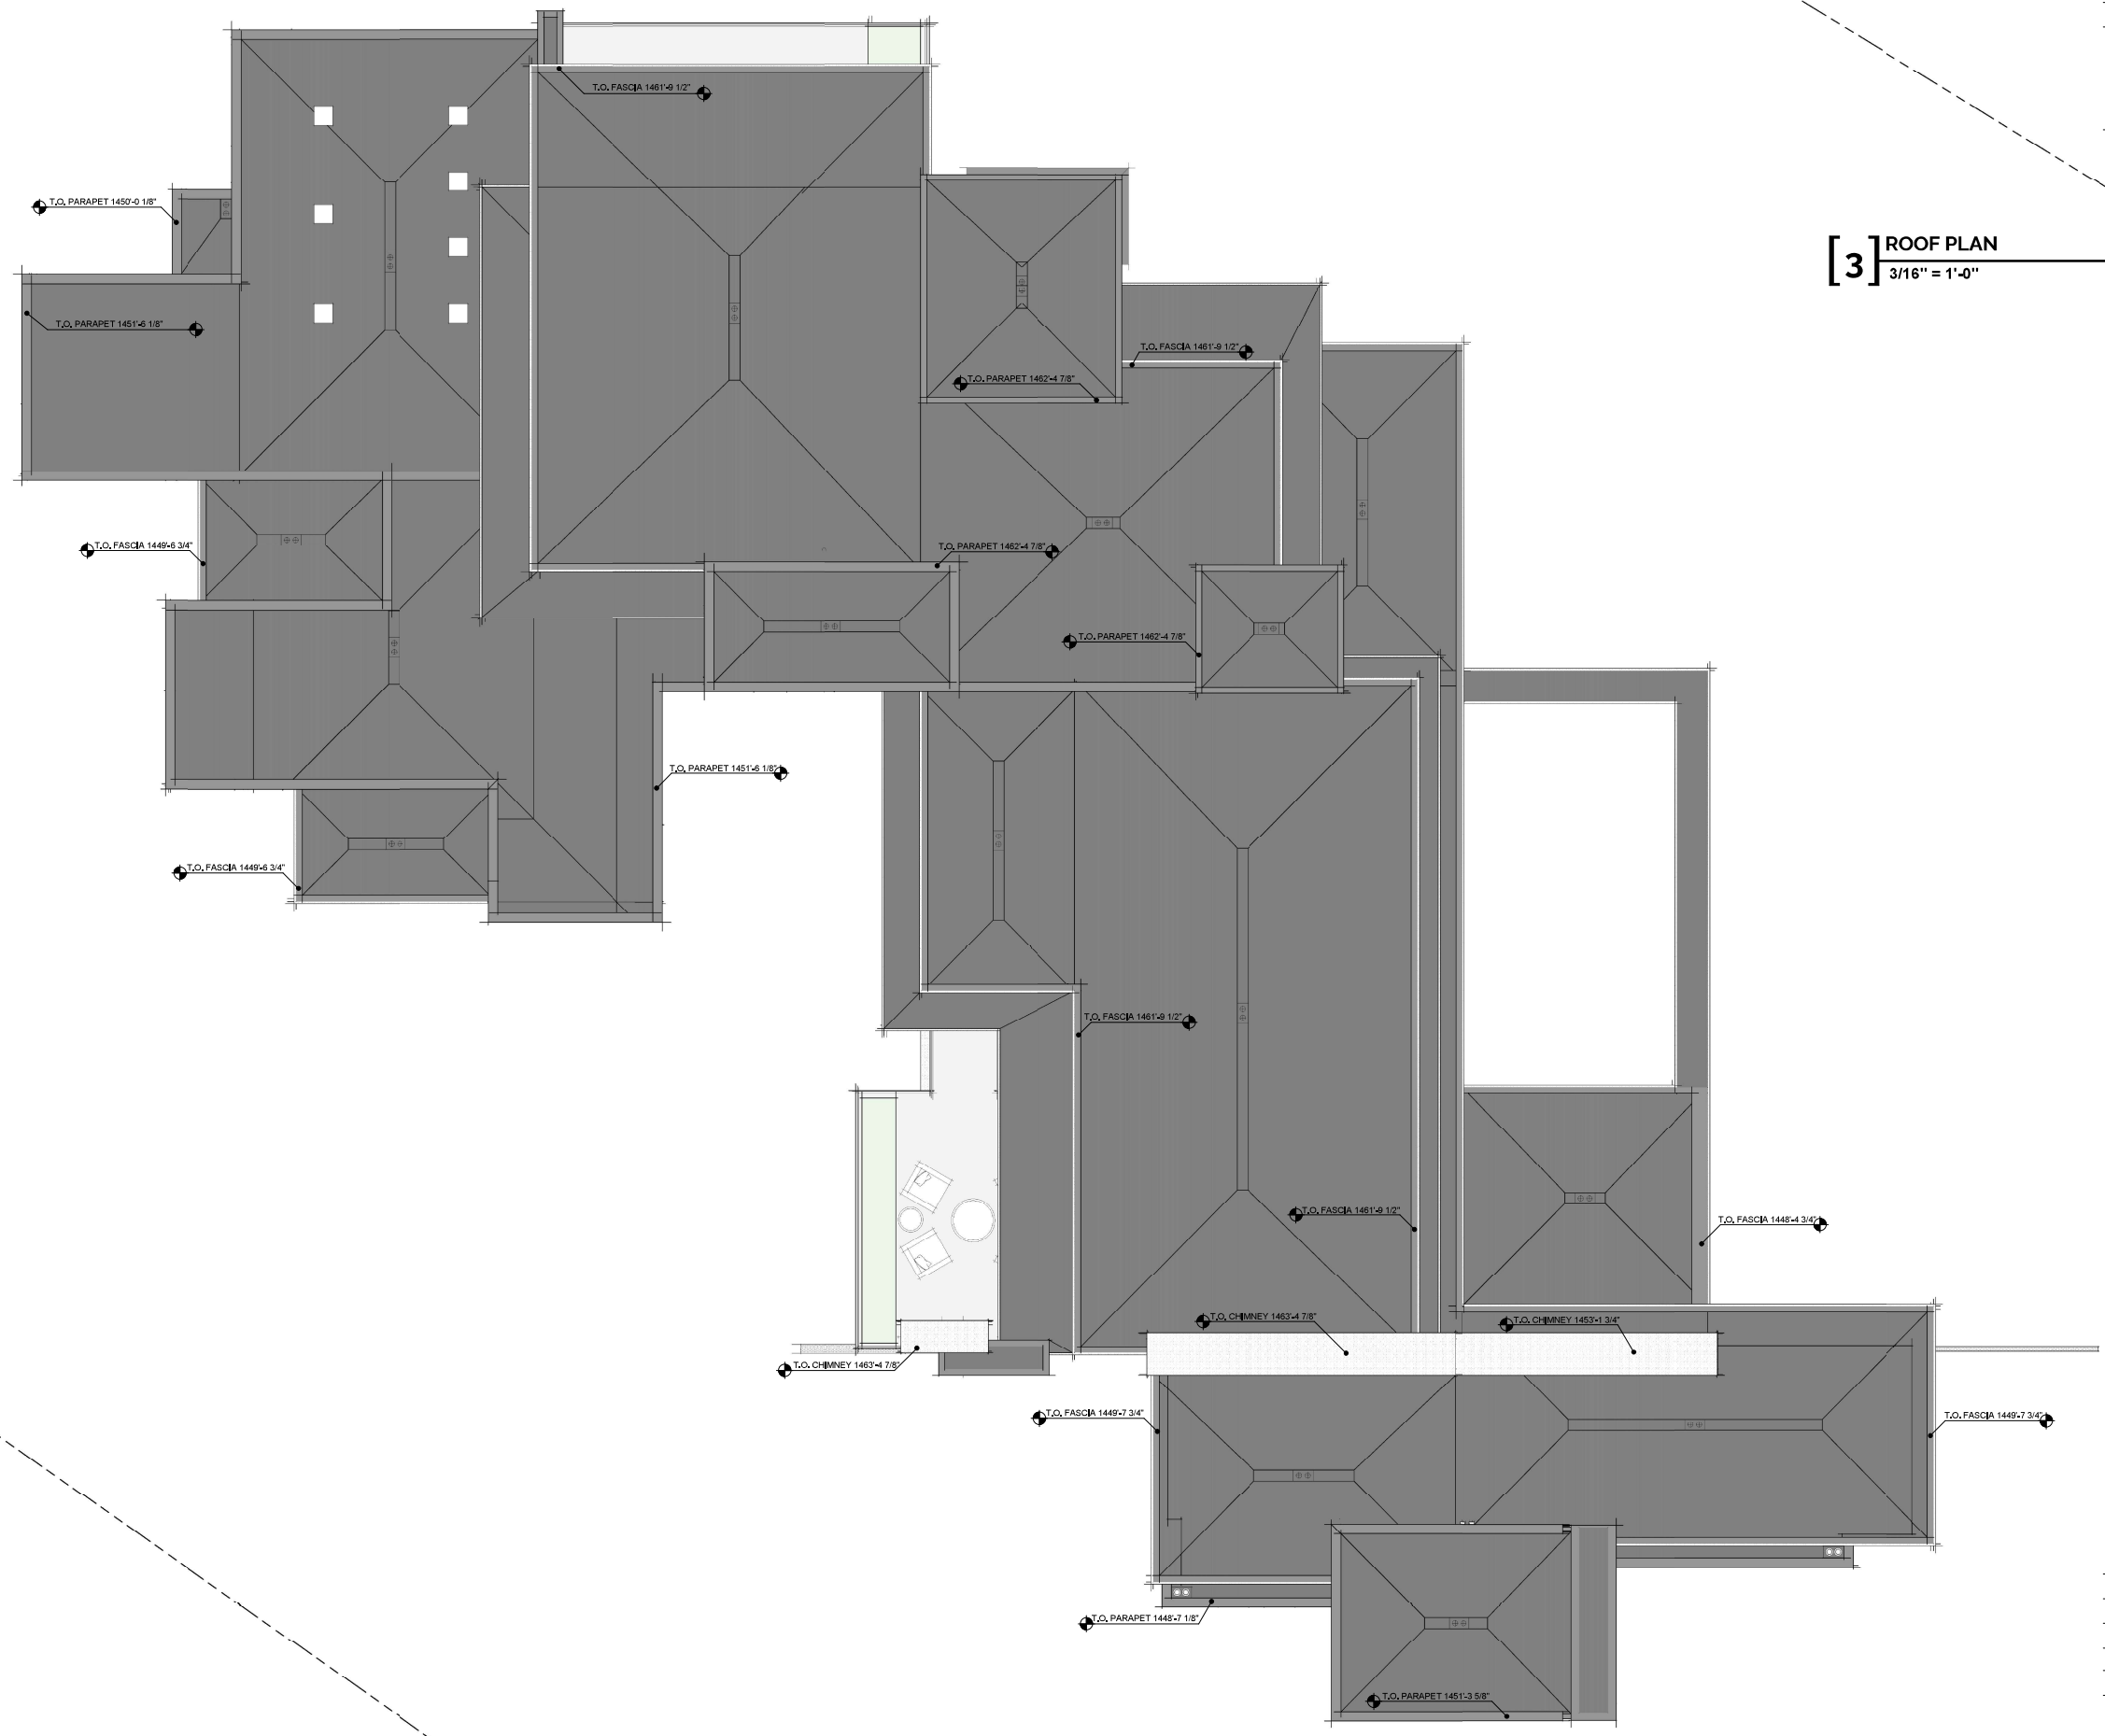 T.O. FASCIA 1461'-9 1/2"
T.O. PARAPET 1450'-0 1/8"
[3] ROOF PLAN
3/16" = 1'-0"
T.O. PARAPET 1451'-6 1/8"
T.O. FASCIA 1461'-9 1/2"
T.O. PARAPET 1462'-4 7/8"
T.O. FASCIA 1449'-6 3/4"
T.O. PARAPET 1462'-4 7/8"
T.O. PARAPET 1462'-4 7/8"
T.O. PARAPET 1451'-6 1/8"
T.O. FASCIA 1449'-6 3/4"
T.O. FASCIA 1461'-9 1/2"
T.O. FASCIA 1461'-9 1/2"
T.O. FASCIA 1448'-4 3/4"
T.O. CHIMNEY 1463'-4 7/8"
T.O. CHIMNEY 1453'-1 3/4"
T.O. CHIMNEY 1463'-4 7/8"
T.O. FASCIA 1449'-7 3/4"
T.O. FASCIA 1449'-7 3/4"
T.O. PARAPET 1448'-7 1/8"
T.O. PARAPET 1451'-3 5/8"